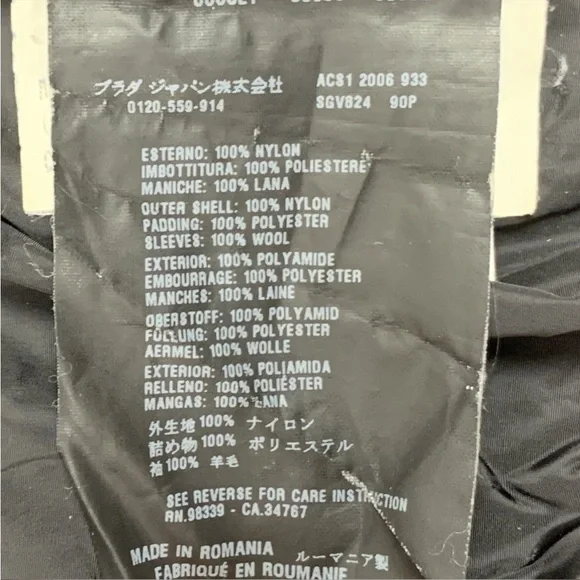 プラダ ジャパン株式会社 AC81 2006 933
0120-559-914 SGV824 90P
ESTERNO: 100% NYLON
IMBOTTITURA: 100% POLIESTERE
MANICHE: 100% LANA
OUTER SHELL: 100% NYLON
PADDING: 100% POLYESTER
SLEEVES: 100% WOOL
EXTERIOR: 100% POLYAMIDE
EMBOURRAGE: 100% POLYESTER
MANCHES: 100% LAINE
OBERSTOFF: 100% POLYAMID
FÜLLUNG: 100% POLYESTER
AERMEL: 100% WOLLE
EXTERIOR: 100% POLIAMIDA
RELLENO: 100% POLIÉSTER
MANGAS: 100% LANA
外生地 100% ナイロン
詰め物 100% ポリエステル
袖 100% 羊毛
SEE REVERSE FOR CARE INSTRUCTION
RN.98339 - CA.34767
MADE IN ROMANIA ルーマニア製
FABRIQUÉ EN ROUMANIE